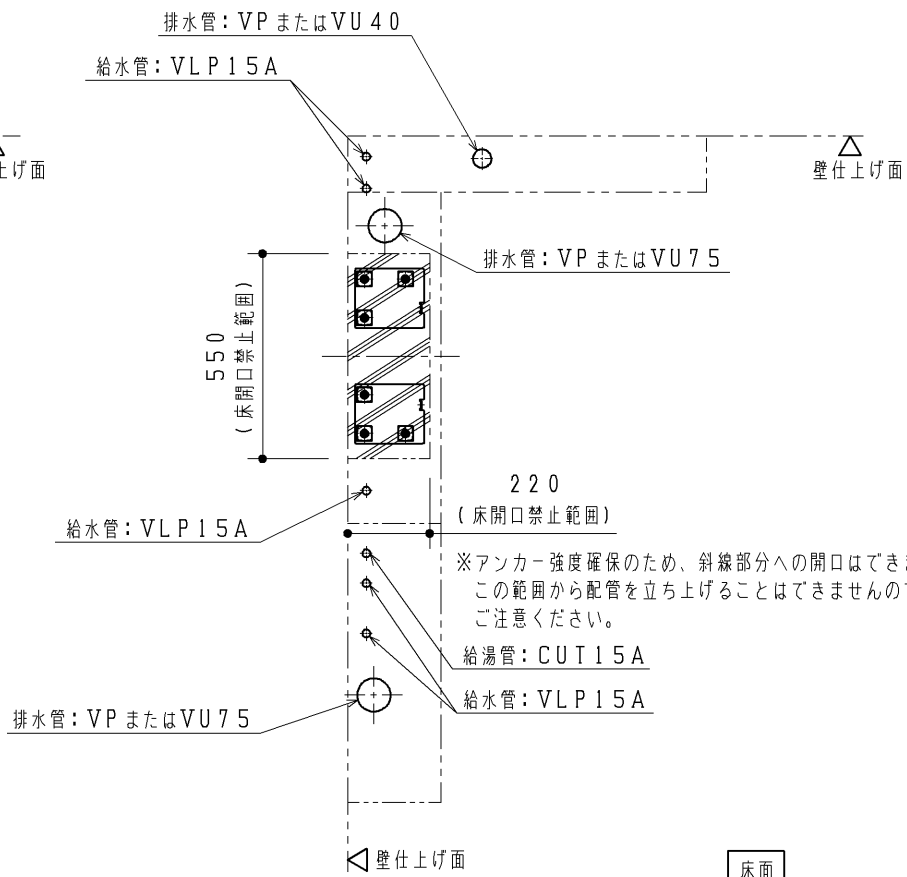 排水管：VPまたはVU40
給水管：VLP15A
上げ面
壁仕上げ面
排水管：VPまたはVU75
550
（床開口禁止範囲）
220
（床開口禁止範囲）
給水管：VLP15A
※アンカー強度確保のため、斜線部分への開口はでき
この範囲から配管を立ち上げることはできませんの
ご注意ください。
給湯管：CUT15A
給水管：VLP15A
排水管：VPまたはVU75
壁仕上げ面
床面